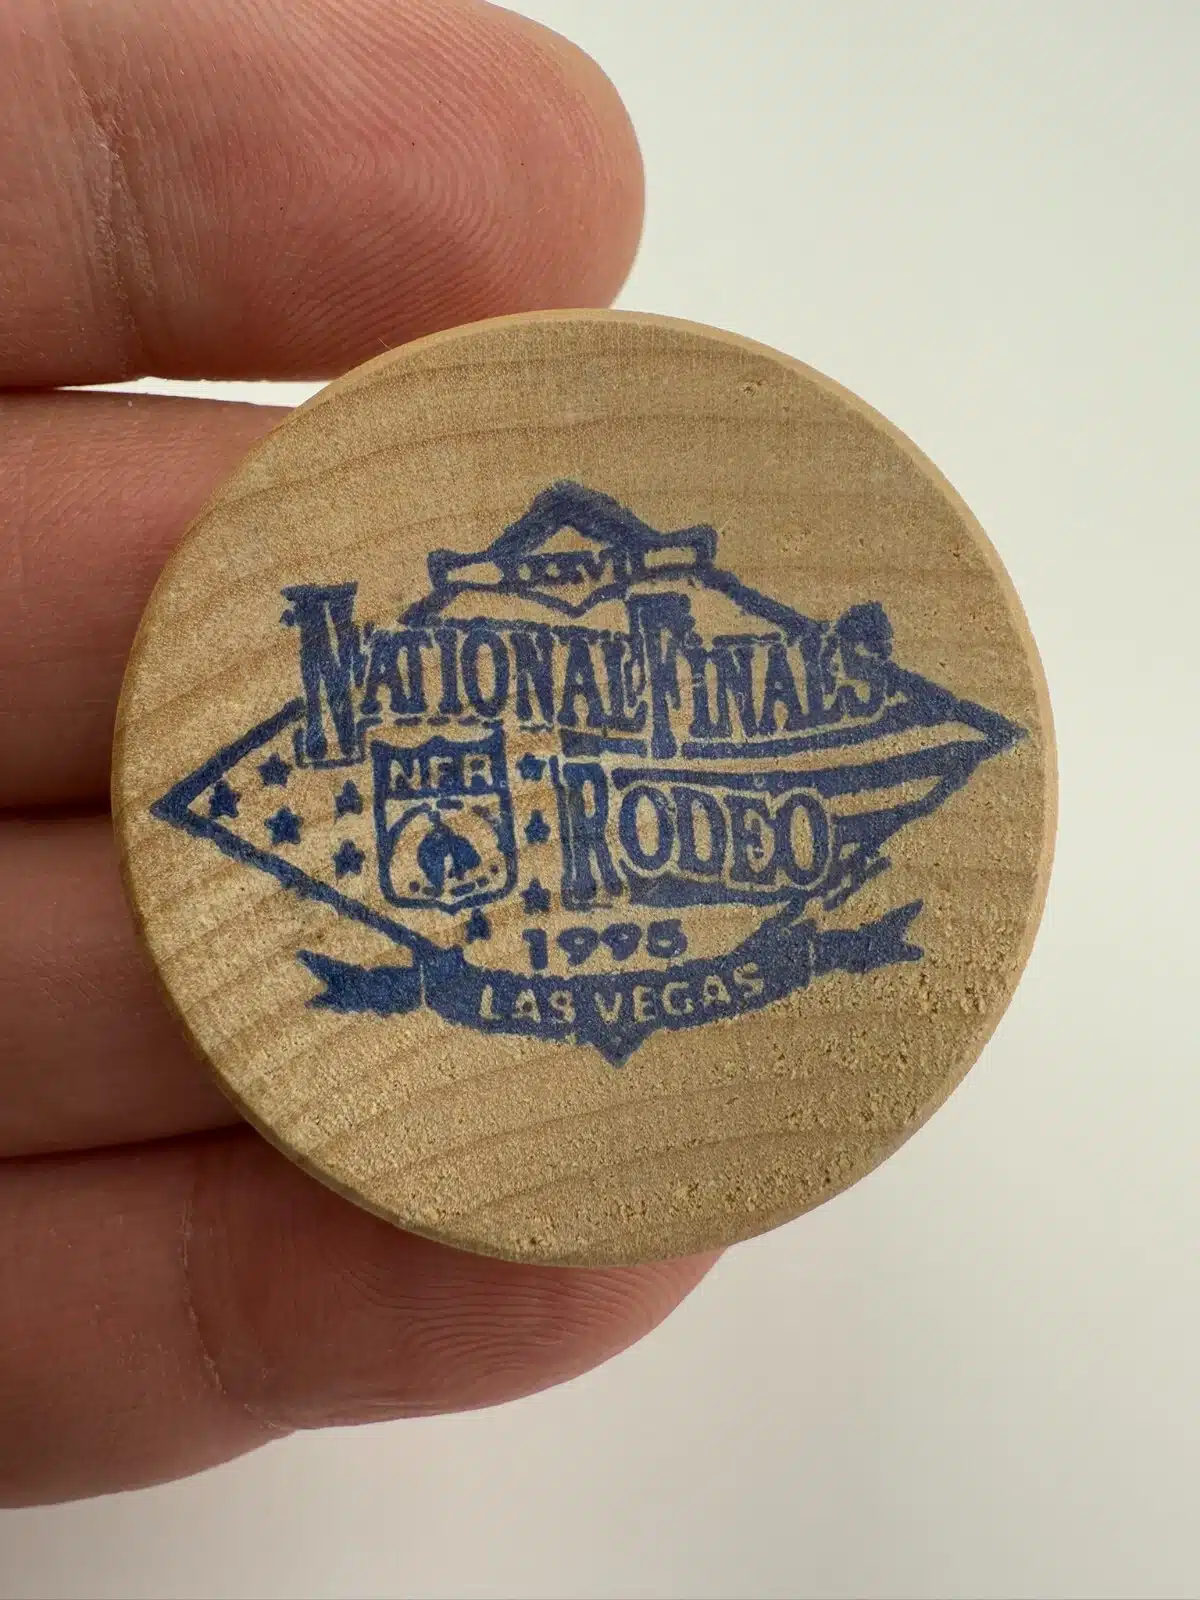 NATIONAL FINALS
NFR
RODEO
1995
LAS VEGAS